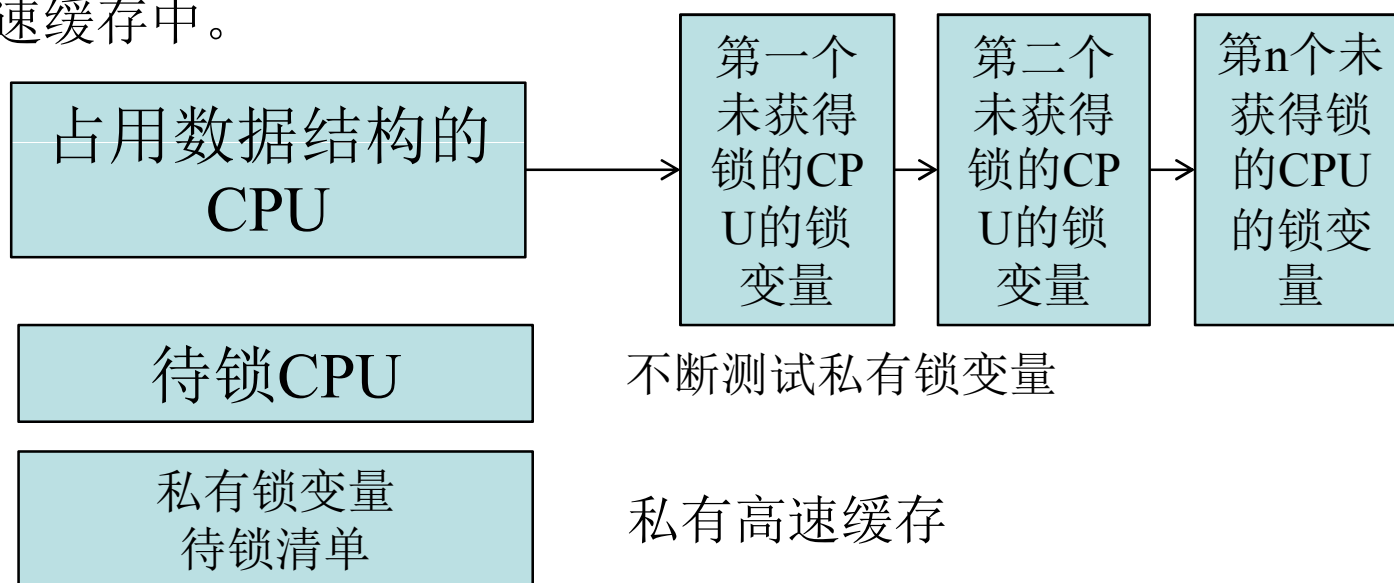 速缓存中。
占用数据结构的
CPU
第一个
未获得
锁的CP
U的锁
变量
第二个
未获得
锁的CP
U的锁
变量
第n个未
获得锁
的CPU
的锁变
量
待锁CPU
不断测试私有锁变量
私有锁变量
待锁清单
私有高速缓存